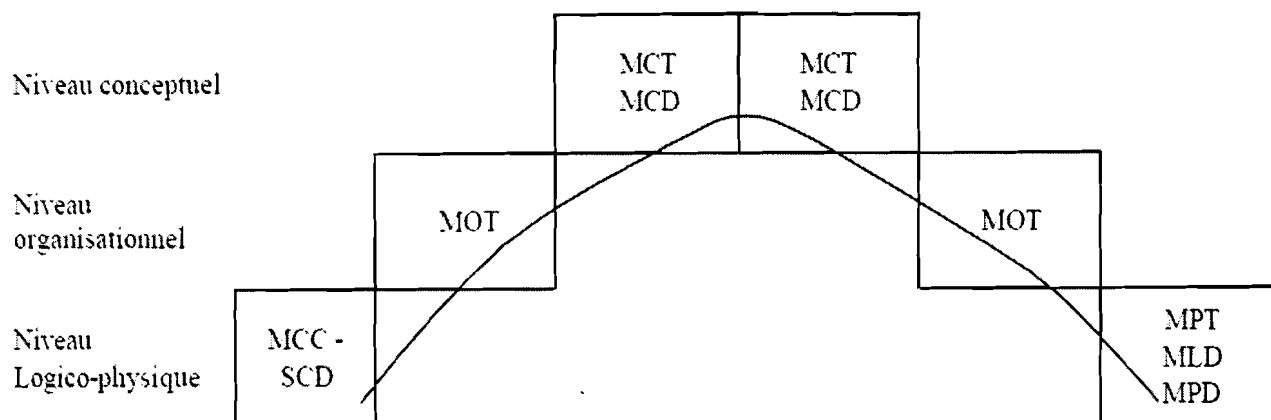 Niveau conceptuel
MCT
MCD
MCT
MCD
Niveau
organisationnel
MOT
MOT
Niveau
Logico-physique
MCC -
SCD
MPT
MLD
MPD